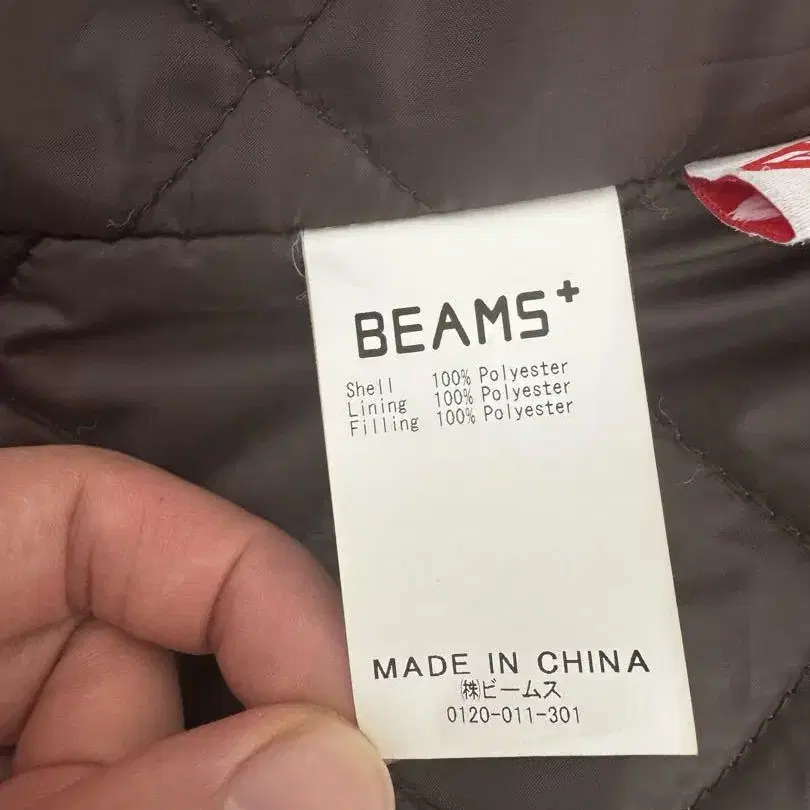 BEAMS+
Shell 100% Polyester
Lining 100% Polyester
Filling 100% Polyester
MADE IN CHINA
㈱ビームス
0120-011-301